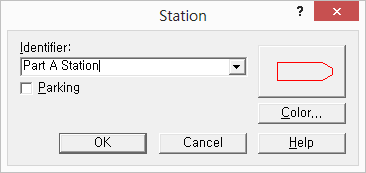 Station
?
Identifier:
Part A Station
Parking
Color...
OK
Cancel
Help